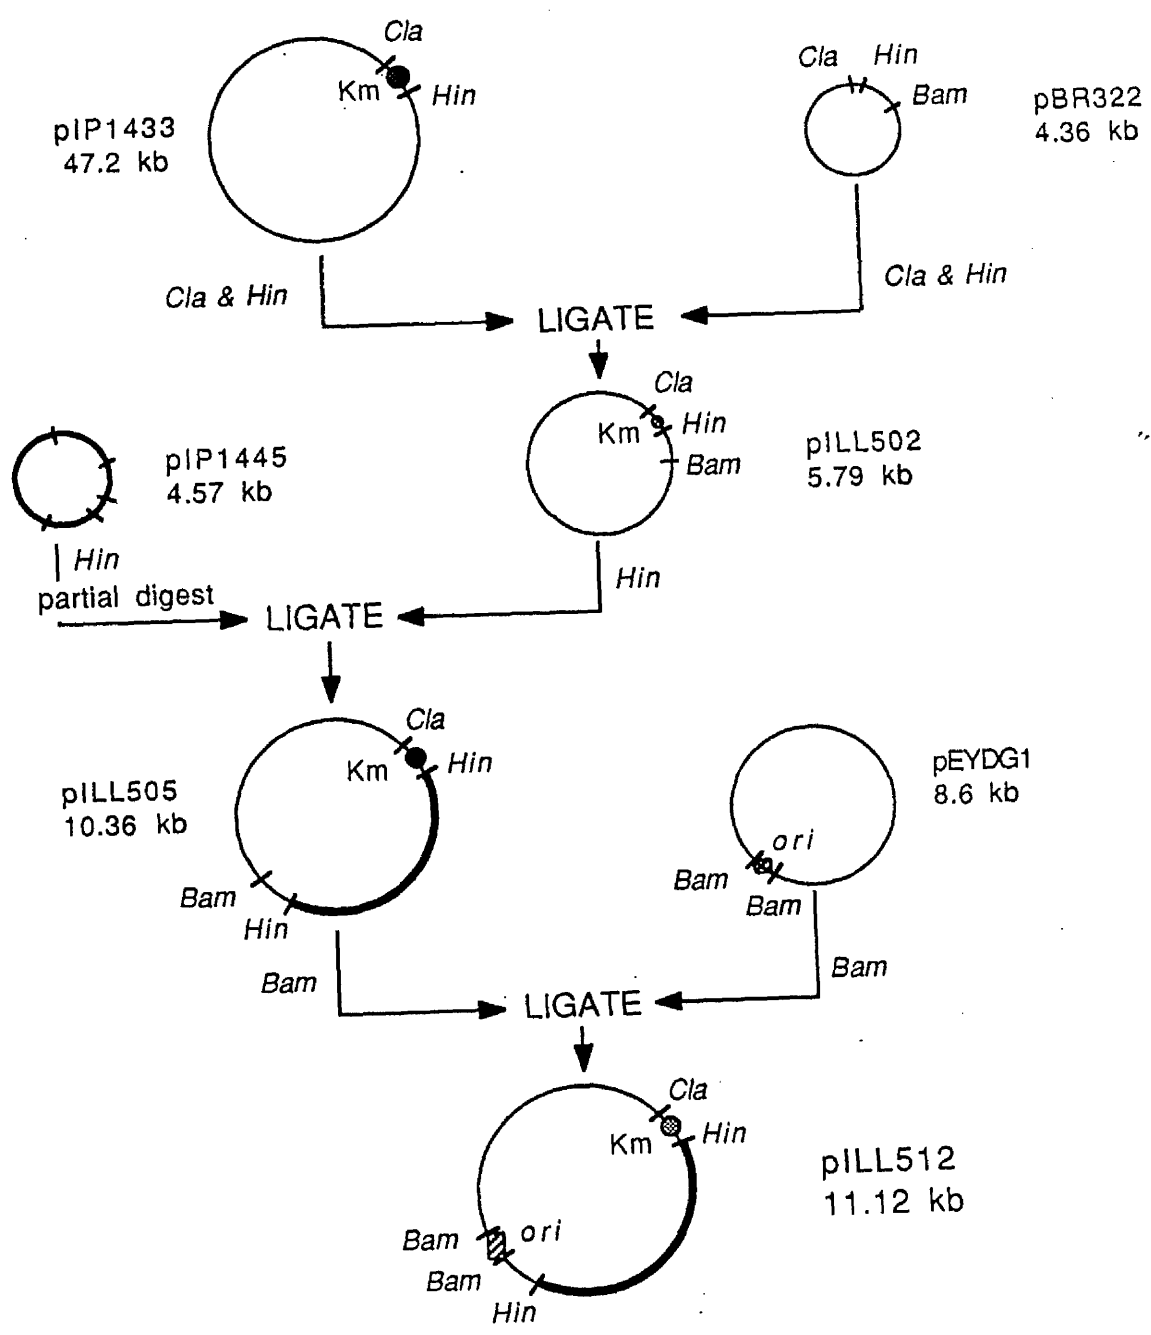 Cla
Km
Hin
pIP1433
47.2 kb
Cla Hin
Bam
pBR322
4.36 kb
Cla & Hin
Cla & Hin
LIGATE
Cla
Km
Hin
Bam
pILL502
5.79 kb
pIP1445
4.57 kb
Hin
partial digest
Hin
LIGATE
Cla
Km
Hin
pILL505
10.36 kb
Bam
Hin
pEYDG1
8.6 kb
ori
Bam
Bam
Bam
Bam
LIGATE
Cla
Km
Hin
pILL512
11.12 kb
Bam
ori
Bam
Hin